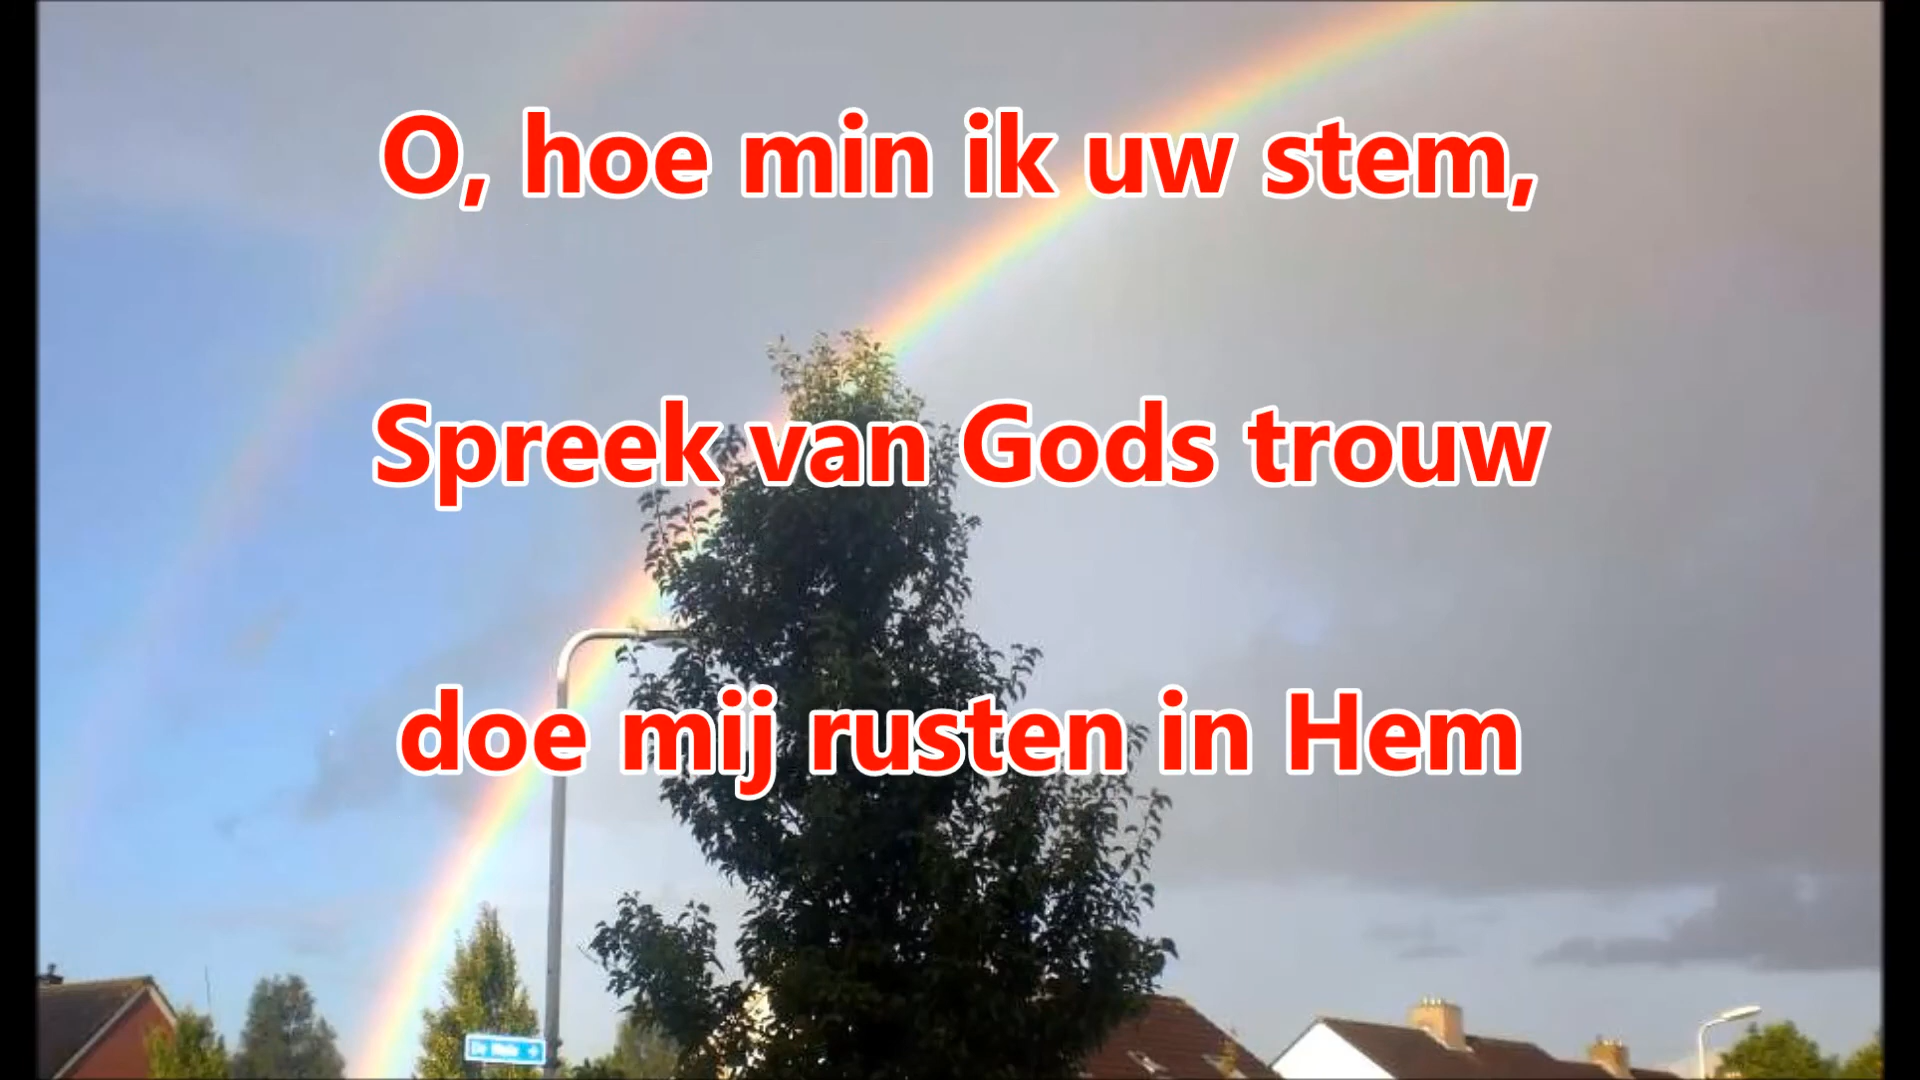 O, hoe min ik uw stem,
Spreek van Gods trouw
doe mij rusten in Hem